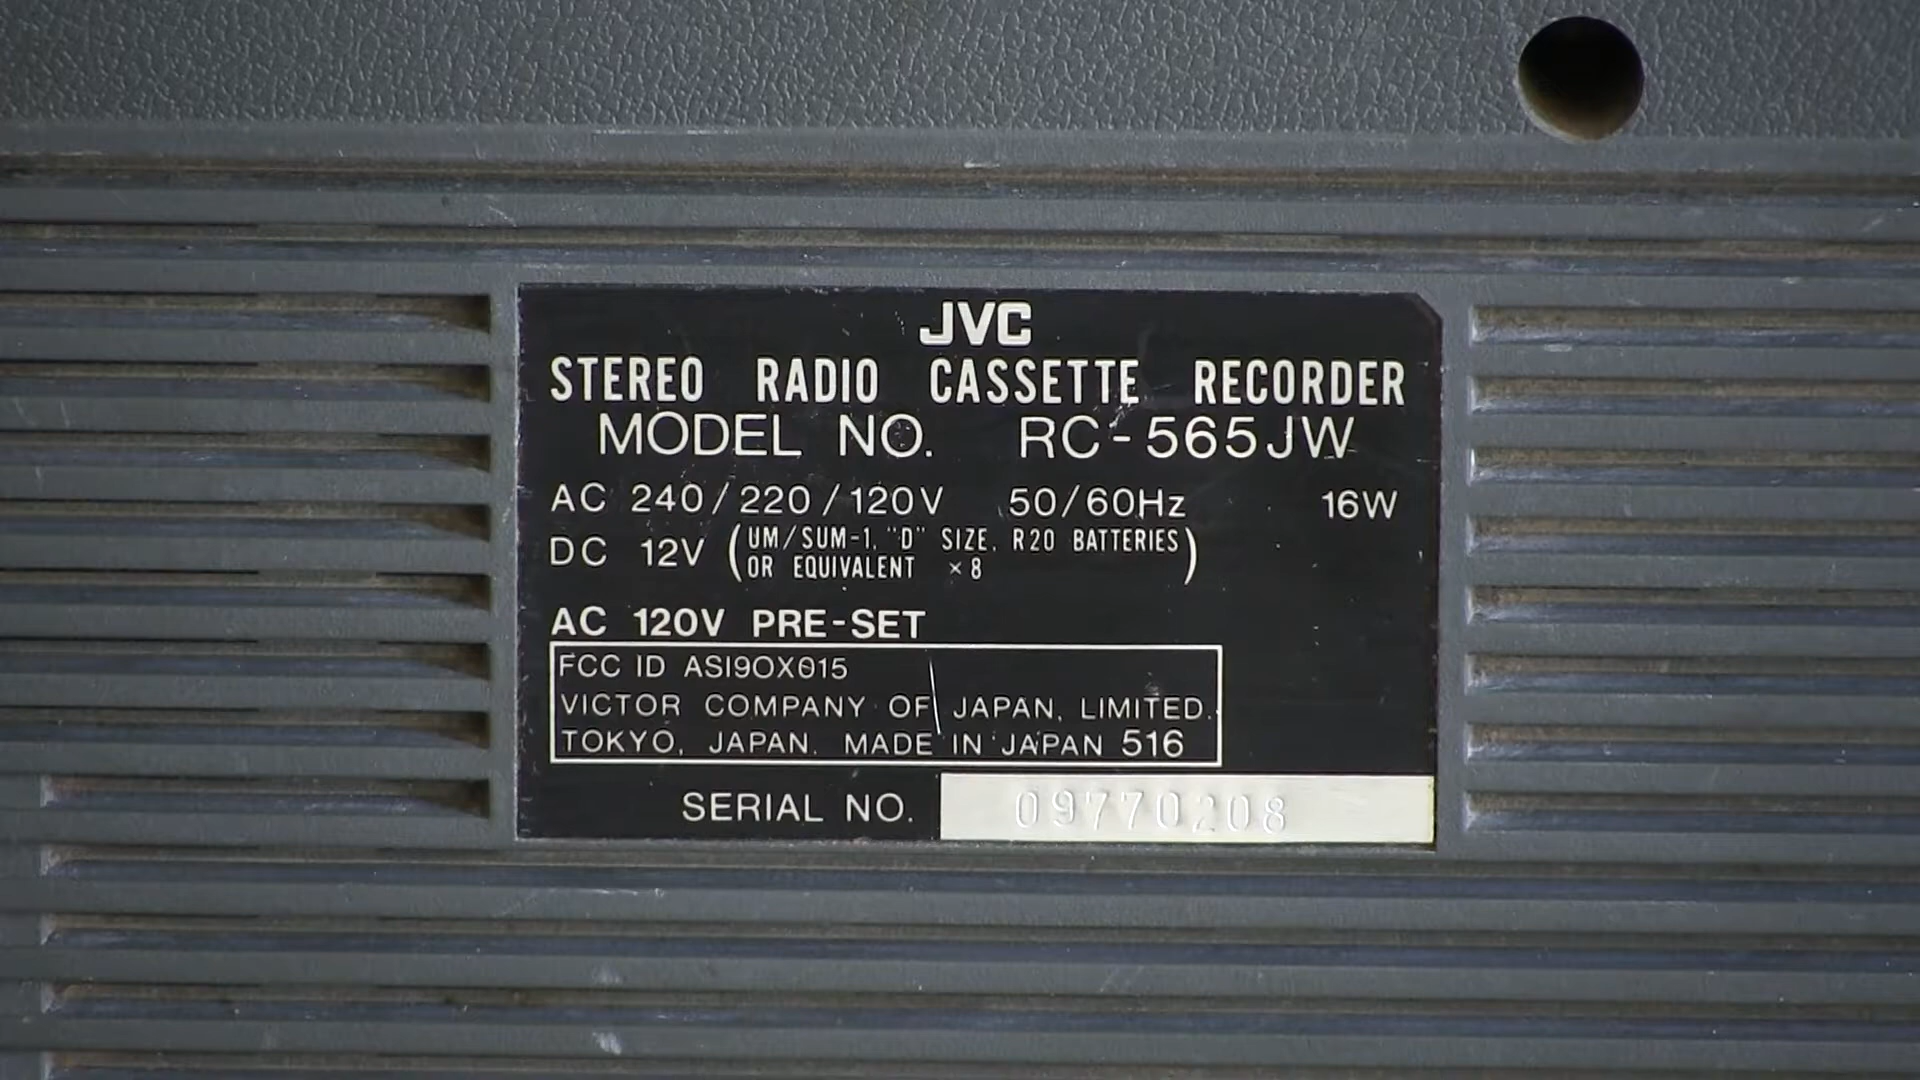 JVC
STEREO RADIO CASSETTE RECORDER
MODEL NO. RC-565JW
AC 240/220/120V 50/60Hz 16W
DC 12V (UM/SUM-1, "D" SIZE, R20 BATTERIES
OR EQUIVALENT ×8)
AC 120V PRE-SET
FCC ID ASI9OX015
VICTOR COMPANY OF JAPAN, LIMITED.
TOKYO, JAPAN. MADE IN JAPAN 516
SERIAL NO. 09770208